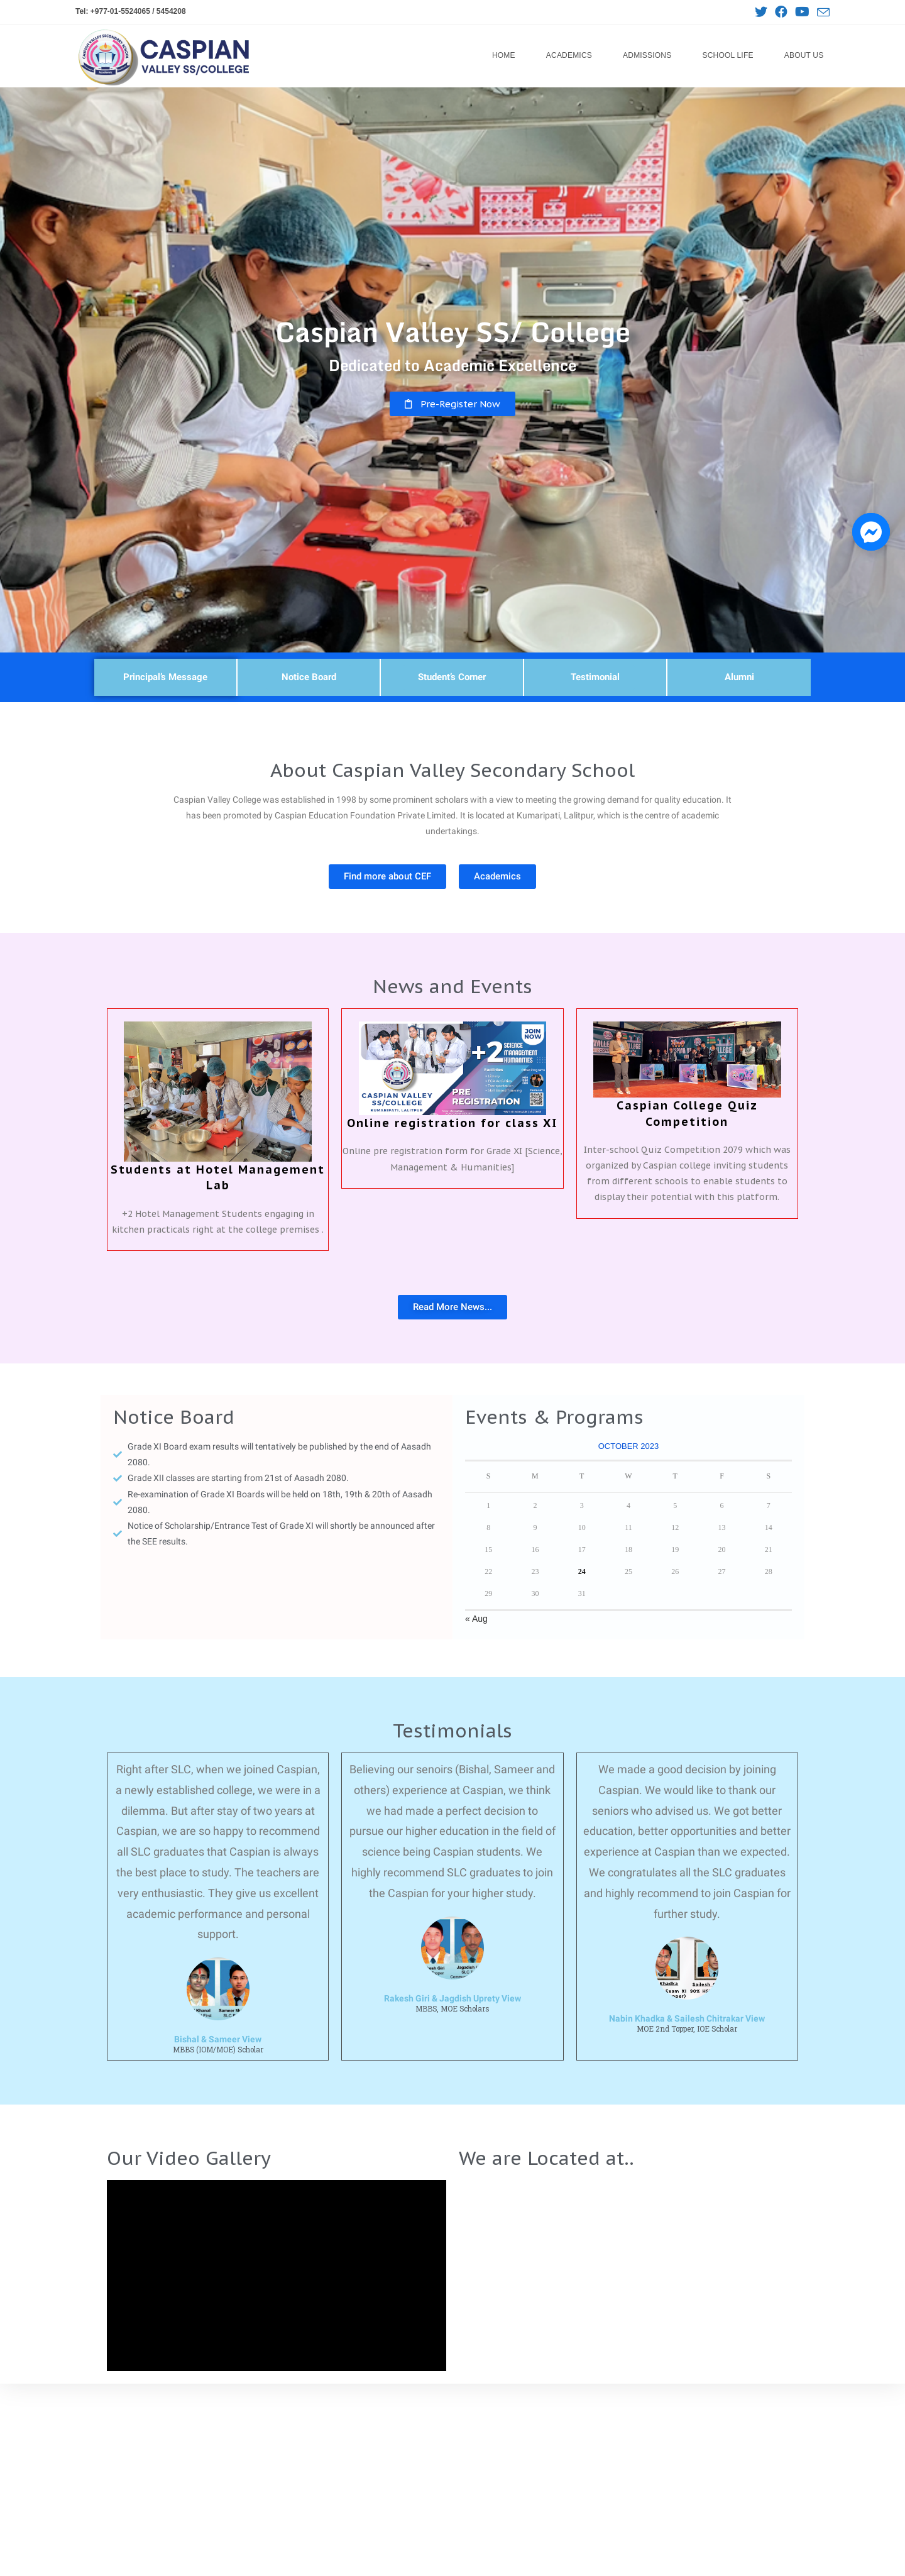 Tel: +977-01-5524065 / 5454208
CASPIAN
VALLEY SS/COLLEGE
HOME
ACADEMICS
ADMISSIONS
SCHOOL LIFE
ABOUT US
Caspian Valley SS/ College
Dedicated to Academic Excellence
Pre-Register Now
Principal's Message
Notice Board
Student's Corner
Testimonial
Alumni
About Caspian Valley Secondary School
Caspian Valley College was established in 1998 by some prominent scholars with a view to meeting the growing demand for quality education. It
has been promoted by Caspian Education Foundation Private Limited. It is located at Kumaripati, Lalitpur, which is the centre of academic
undertakings.
Find more about CEF
Academics
News and Events
Students at Hotel Management
Lab
+2 Hotel Management Students engaging in
kitchen practicals right at the college premises .
JOIN
NOW
+2
SCIENCE
MANAGEMENT
HUMANITIES
CASPIAN VALLEY
SS/COLLEGE
KUMARIPATI, LALITPUR
PRE
REGISTRATION
Online registration for class XI
Online pre registration form for Grade XI [Science,
Management & Humanities]
Caspian College Quiz
Competition
Inter-school Quiz Competition 2079 which was
organized by Caspian college inviting students
from different schools to enable students to
display their potential with this platform.
Read More News...
Notice Board
Grade XI Board exam results will tentatively be published by the end of Aasadh
2080.
Grade XII classes are starting from 21st of Aasadh 2080.
Re-examination of Grade XI Boards will be held on 18th, 19th & 20th of Aasadh
2080.
Notice of Scholarship/Entrance Test of Grade XI will shortly be announced after
the SEE results.
Events & Programs
OCTOBER 2023
S M T W T F S
1 2 3 4 5 6 7
8 9 10 11 12 13 14
15 16 17 18 19 20 21
22 23 24 25 26 27 28
29 30 31
« Aug
Testimonials
Right after SLC, when we joined Caspian,
a newly established college, we were in a
dilemma. But after stay of two years at
Caspian, we are so happy to recommend
all SLC graduates that Caspian is always
the best place to study. The teachers are
very enthusiastic. They give us excellent
academic performance and personal
support.
Bishal & Sameer View
MBBS (IOM/MOE) Scholar
Believing our senoirs (Bishal, Sameer and
others) experience at Caspian, we think
we had made a perfect decision to
pursue our higher education in the field of
science being Caspian students. We
highly recommend SLC graduates to join
the Caspian for your higher study.
Rakesh Giri & Jagdish Uprety View
MBBS, MOE Scholars
We made a good decision by joining
Caspian. We would like to thank our
seniors who advised us. We got better
education, better opportunities and better
experience at Caspian than we expected.
We congratulates all the SLC graduates
and highly recommend to join Caspian for
further study.
Nabin Khadka & Sailesh Chitrakar View
MOE 2nd Topper, IOE Scholar
Our Video Gallery
We are Located at..